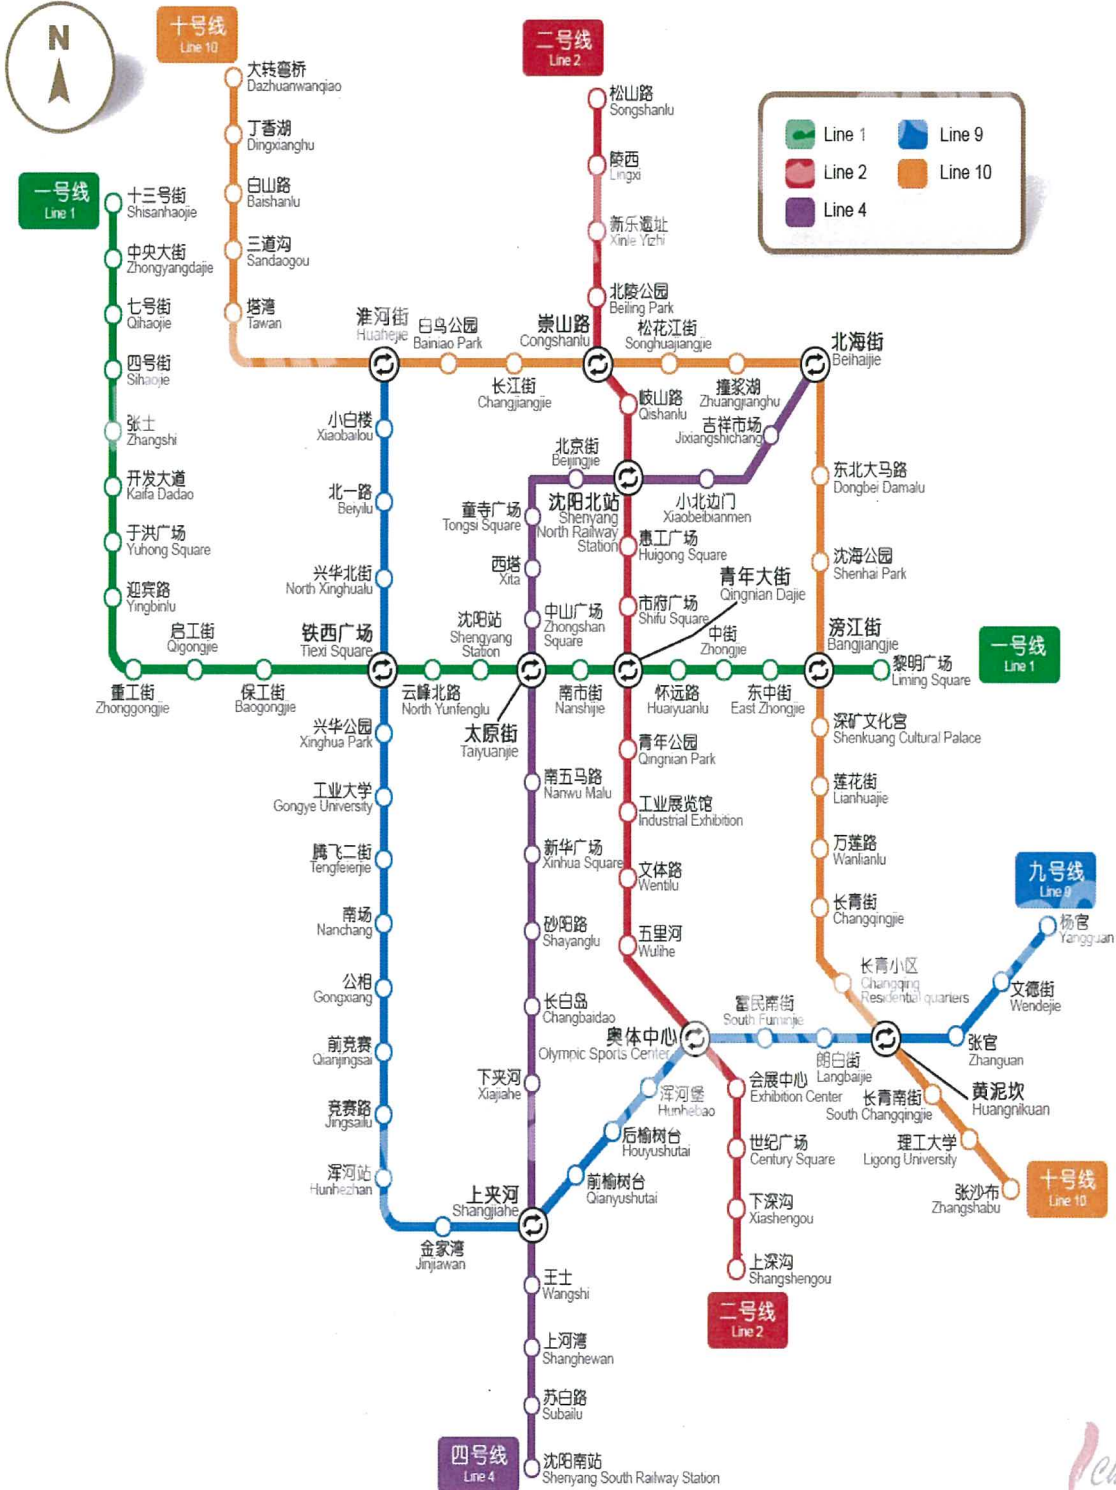 N
十号线
Line 10
二号线
Line 2
Line 1
Line 9
Line 2
Line 10
Line 4
一号线
Line 1
大转弯桥
Dazhuanwanqiao
丁香湖
Dingxianghu
白山路
Baishanlu
三道沟
Sandaogou
塔湾
Tawan
松山路
Songshanlu
陵西
Lingxi
新乐遗址
Xinle Yizhi
北陵公园
Beiling Park
十三号街
Shisanhaojie
中央大街
Zhongyangdajie
七号街
Qihaojie
四号街
Sihaojie
张士
Zhangshi
开发大道
Kaifa Dadao
于洪广场
Yuhong Square
迎宾路
Yingbinlu
淮河街
Huaihejie
白鸟公园
Bainiao Park
长江街
Changjiangjie
崇山路
Congshanlu
松花江街
Songhuajiangjie
撞浆湖
Zhuangjianghu
北海街
Beihaijie
岐山路
Qishanlu
吉祥市场
Jixiangshichang
小白楼
Xiaobailou
北一路
Beiyilu
兴华北街
North Xinghualu
北京街
Beijingjie
童寺广场
Tongsi Square
西塔
Xita
沈阳北站
Shenyang
North Railway
Station
小北边门
Xiaobeibianmen
东北大马路
Dongbei Damalu
惠工广场
Huigong Square
市府广场
Shifu Square
沈海公园
Shenhai Park
青年大街
Qingnian Dajie
启工街
Qigongjie
铁西广场
Tiexi Square
沈阳站
Shengyang
Station
中山广场
Zhongshan
Square
中街
Zhongjie
滂江街
Bangjiangjie
黎明广场
Liming Square
一号线
Line 1
重工街
Zhonggongjie
保工街
Baogongjie
云峰北路
North Yunfenglu
太原街
Taiyuanjie
南市街
Nanshijie
怀远路
Huaiyuanlu
东中街
East Zhongjie
兴华公园
Xinghua Park
工业大学
Gongye University
腾飞二街
Tengfeierjie
南场
Nanchang
公相
Gongxiang
前竞赛
Qianjingsai
竞赛路
Jingsailu
浑河站
Hunhezhan
金家湾
Jinjiawan
南五马路
Nanwu Malu
新华广场
Xinhua Square
砂阳路
Shayanglu
长白岛
Changbaidao
下夹河
Xiajiahe
上夹河
Shangjiahe
青年公园
Qingnian Park
工业展览馆
Industrial Exhibition
文体路
Wentilu
五里河
Wulihe
奥体中心
Olympic Sports Center
深矿文化宫
Shenkuang Cultural Palace
莲花街
Lianhuajie
万莲路
Wanlianlu
长青街
Changqingjie
长青小区
Changqing
Residential quarters
九号线
Line 9
杨官
Yangguan
文德街
Wendejie
张官
Zhanguan
富民南街
South Fuminjie
朗白街
Langbaijie
黄泥坎
Huangnikuan
长青南街
South Changqingjie
理工大学
Ligong University
张沙布
Zhangshabu
十号线
Line 10
浑河堡
Hunhebao
后榆树台
Houyushutai
前榆树台
Qianyushutai
会展中心
Exhibition Center
世纪广场
Century Square
下深沟
Xiashengou
上深沟
Shangshengou
二号线
Line 2
王士
Wangshi
上河湾
Shanghewan
苏白路
Subailu
沈阳南站
Shenyang South Railway Station
四号线
Line 4